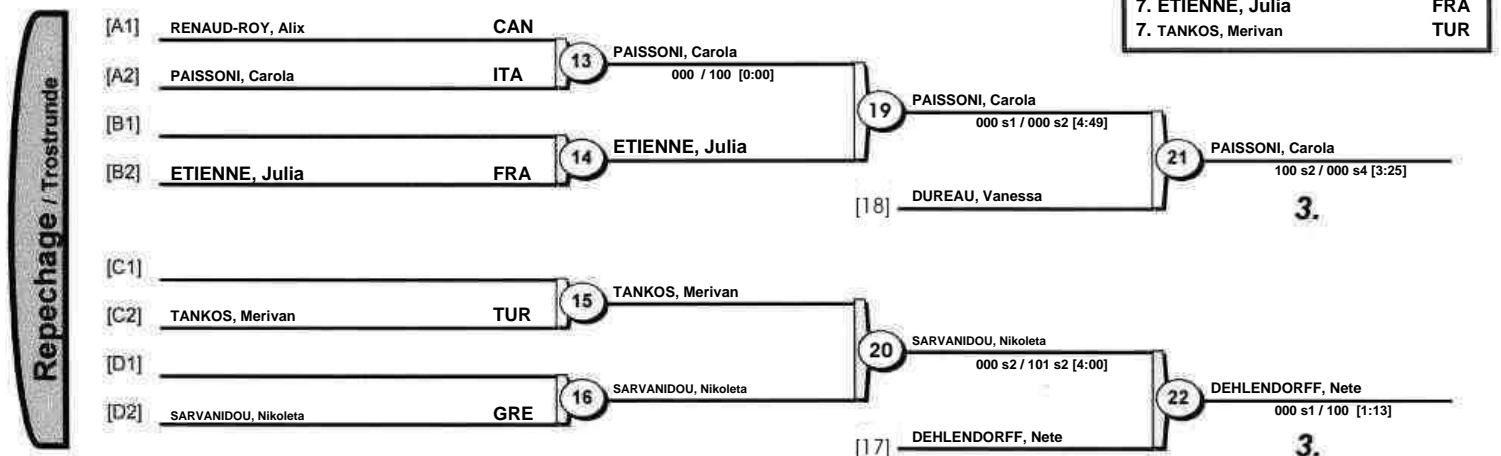 7. ETIENNE, Julia FRA
7. TANKOS, Merivan TUR
Repechage / Trostrunde
[A1] RENAUD-ROY, Alix CAN
[A2] PAISSONI, Carola ITA
13 PAISSONI, Carola
000 / 100 [0:00]
[B1]
[B2] ETIENNE, Julia FRA
14 ETIENNE, Julia
19 PAISSONI, Carola
000 s1 / 000 s2 [4:49]
[18] DUREAU, Vanessa
21 PAISSONI, Carola
100 s2 / 000 s4 [3:25]
3.
[C1]
[C2] TANKOS, Merivan TUR
15 TANKOS, Merivan
[D1]
[D2] SARVANIDOU, Nikoleta GRE
16 SARVANIDOU, Nikoleta
20 SARVANIDOU, Nikoleta
000 s2 / 101 s2 [4:00]
[17] DEHLENDORFF, Nete
22 DEHLENDORFF, Nete
000 s1 / 100 [1:13]
3.